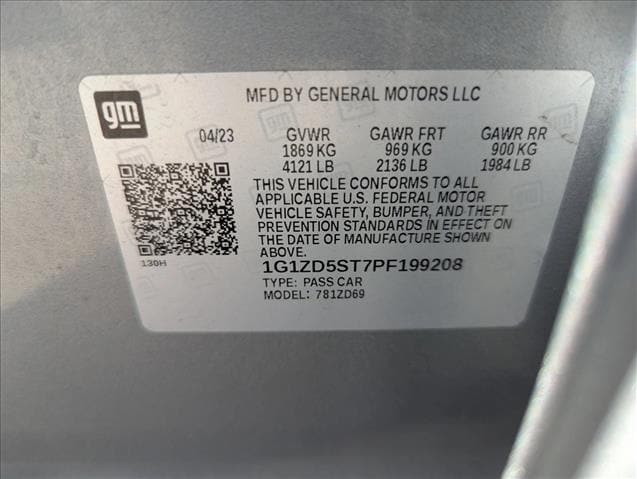 gm
MFD BY GENERAL MOTORS LLC
04/23 GVWR GAWR FRT GAWR RR
1869 KG 969 KG 900 KG
4121 LB 2136 LB 1984 LB
THIS VEHICLE CONFORMS TO ALL
APPLICABLE U.S. FEDERAL MOTOR
VEHICLE SAFETY, BUMPER, AND THEFT
PREVENTION STANDARDS IN EFFECT ON
THE DATE OF MANUFACTURE SHOWN
ABOVE.
130H
1G1ZD5ST7PF199208
TYPE: PASS CAR
MODEL: 781ZD69